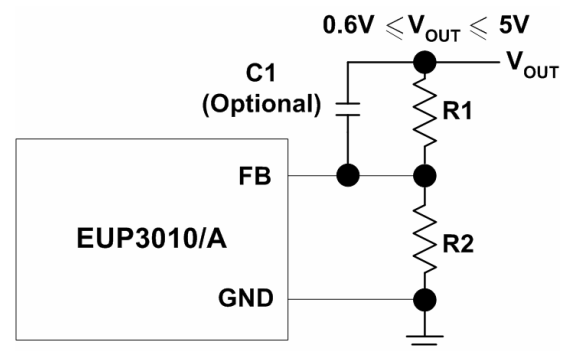 0.6V ≤ VOUT ≤ 5V
VOUT
C1
(Optional)
R1
FB
EUP3010/A
R2
GND